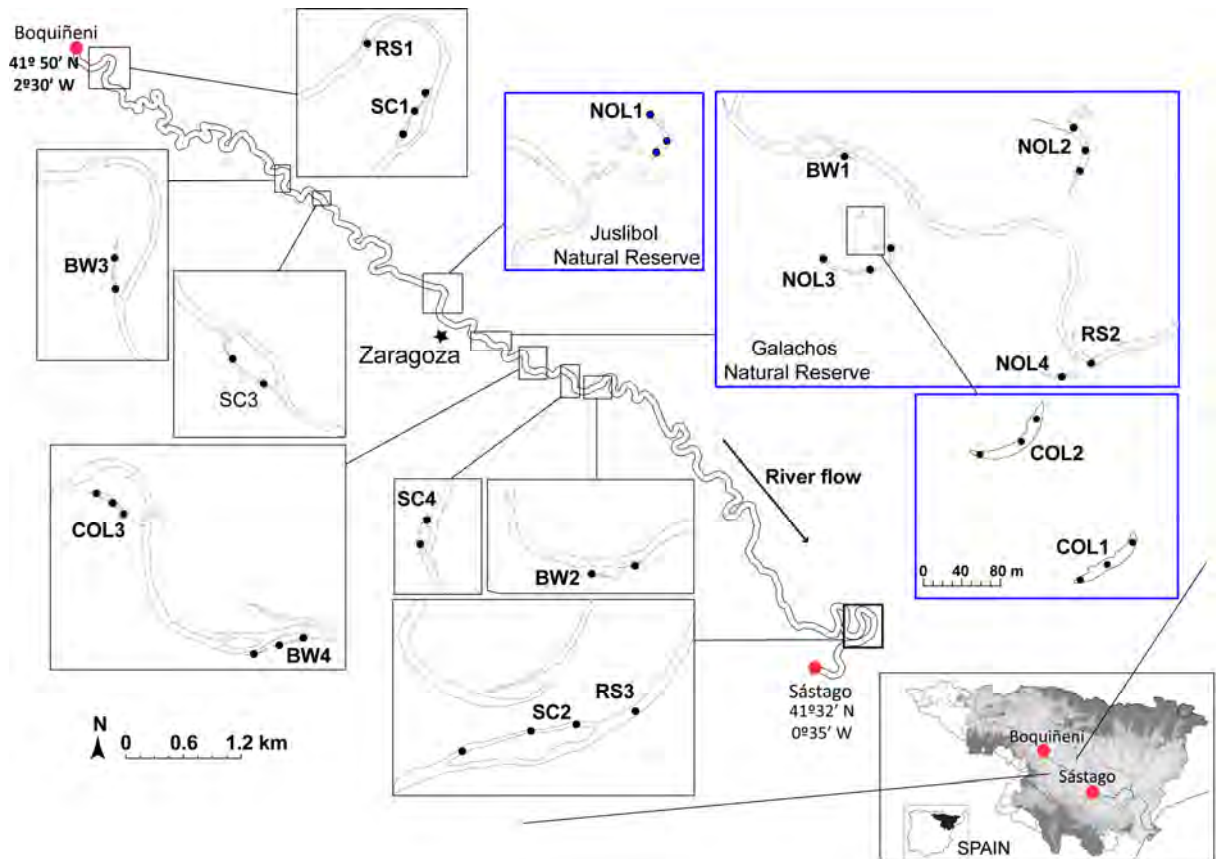 Boquiñeni
41º 50' N
2º30' W
RS1
SC1
NOL1
Juslibol
Natural Reserve
BW1
NOL2
NOL3
RS2
NOL4
Galachos
Natural Reserve
BW3
SC3
Zaragoza
COL2
COL1
0 40 80 m
River flow
COL3
BW4
SC4
BW2
SC2
RS3
Sástago
41º32' N
0º35' W
N
0 0.6 1.2 km
Boquiñeni
Sástago
SPAIN